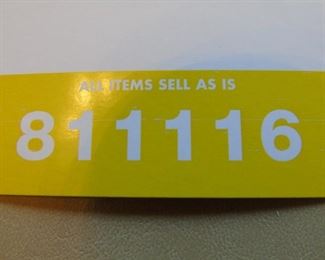 ALL ITEMS SELL AS IS
811116